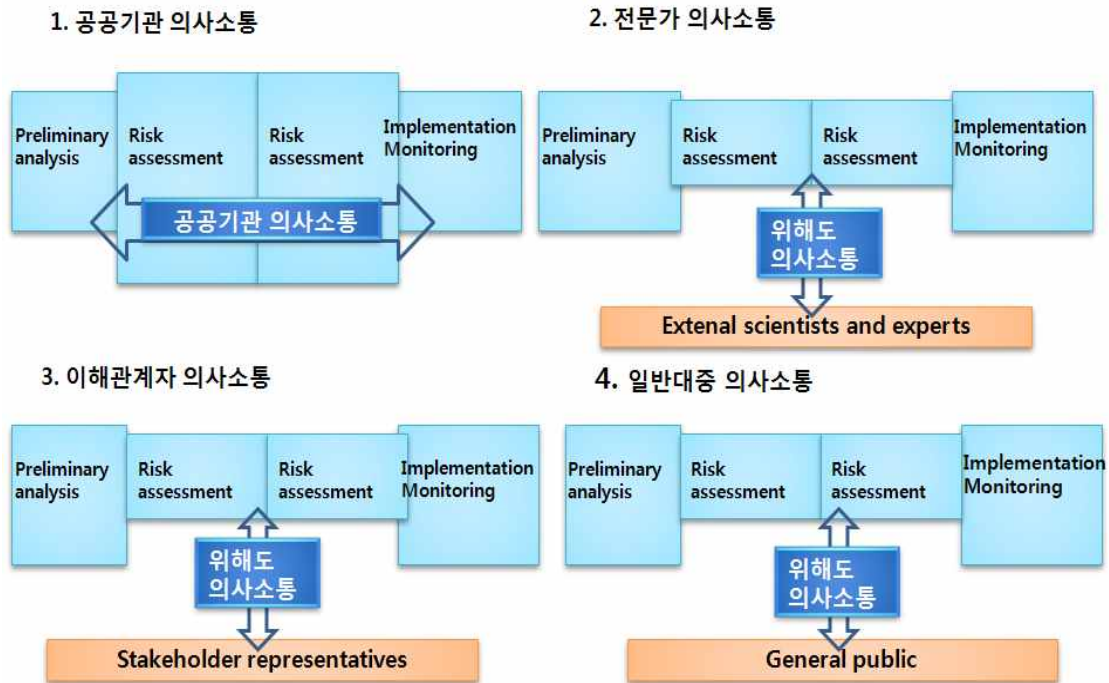 1. 공공기관 의사소통
Preliminary
analysis
Risk
assessment
Risk
assessment
Implementation
Monitoring
공공기관 의사소통
2. 전문가 의사소통
Preliminary
analysis
Risk
assessment
Risk
assessment
Implementation
Monitoring
위해도
의사소통
Extenal scientists and experts
3. 이해관계자 의사소통
Preliminary
analysis
Risk
assessment
Risk
assessment
Implementation
Monitoring
위해도
의사소통
Stakeholder representatives
4. 일반대중 의사소통
Preliminary
analysis
Risk
assessment
Risk
assessment
Implementation
Monitoring
위해도
의사소통
General public